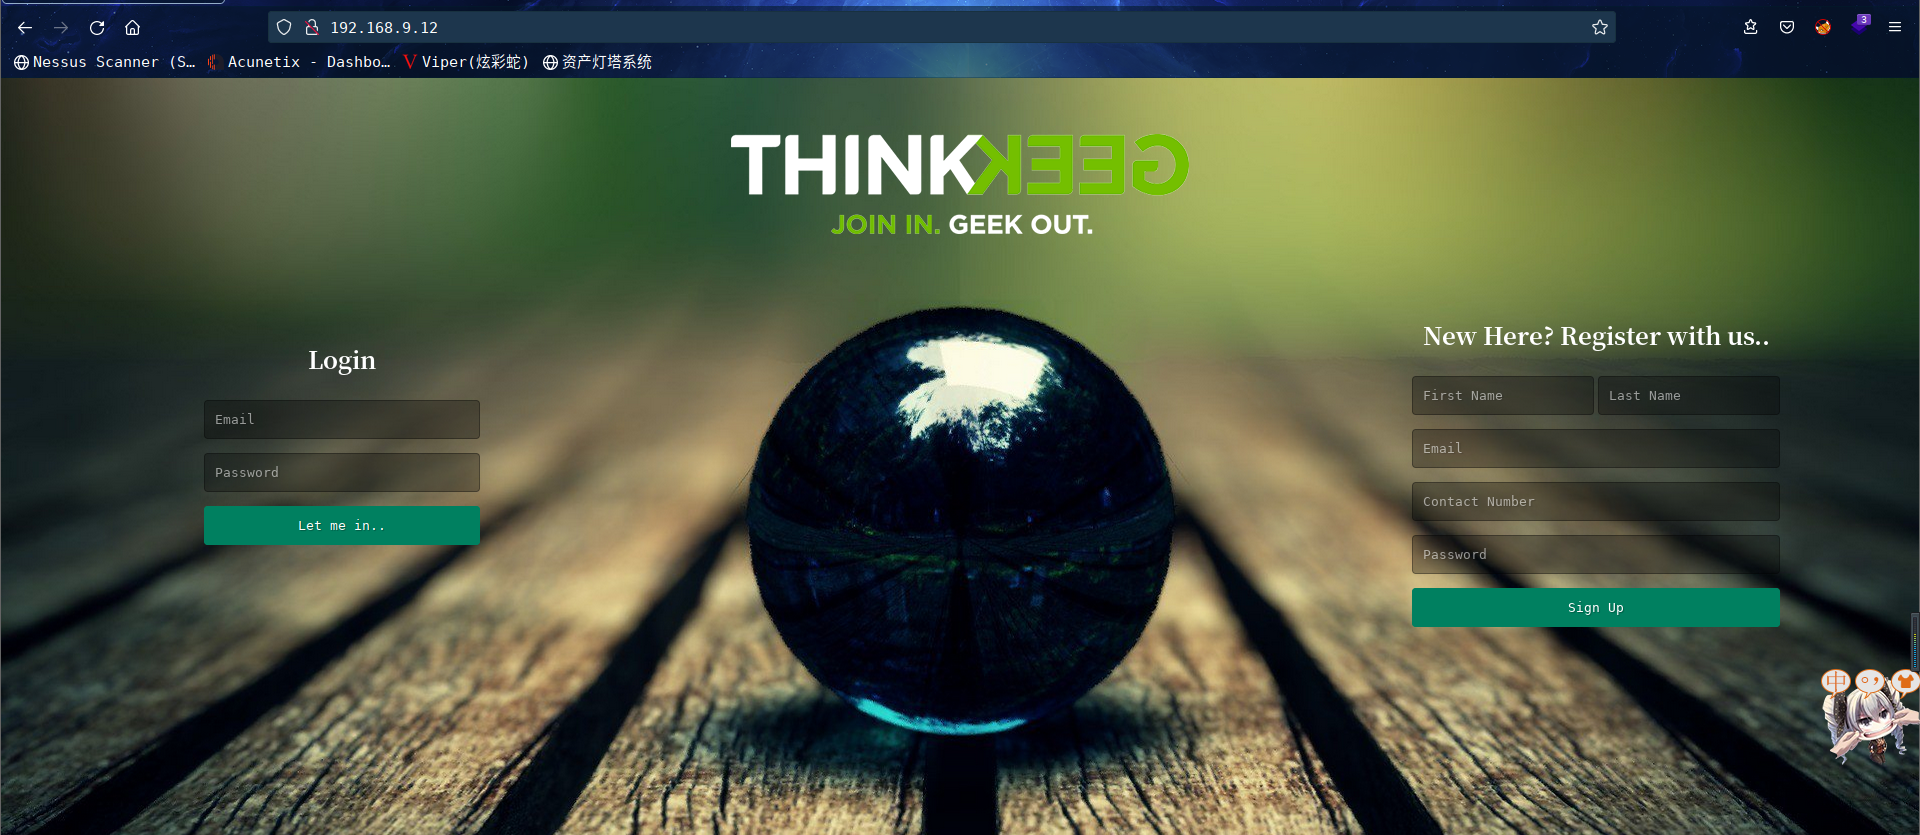 192.168.9.12
3
Nessus Scanner (S…
Acunetix - Dashbo…
Viper(炫彩蛇)
资产灯塔系统
THINKGEEK
JOIN IN. GEEK OUT.
Login
Email
Password
Let me in..
New Here? Register with us..
First Name
Last Name
Email
Contact Number
Password
Sign Up
中